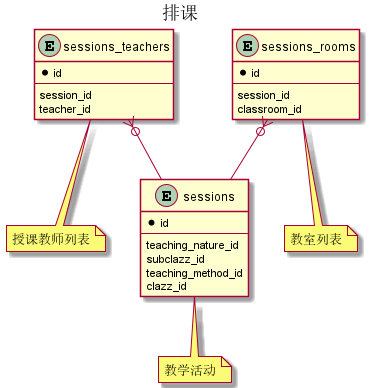 排课
E sessions_teachers
id
session_id
teacher_id
E sessions_rooms
id
session_id
classroom_id
授课教师列表
教室列表
E sessions
id
teaching_nature_id
subclazz_id
teaching_method_id
clazz_id
教学活动